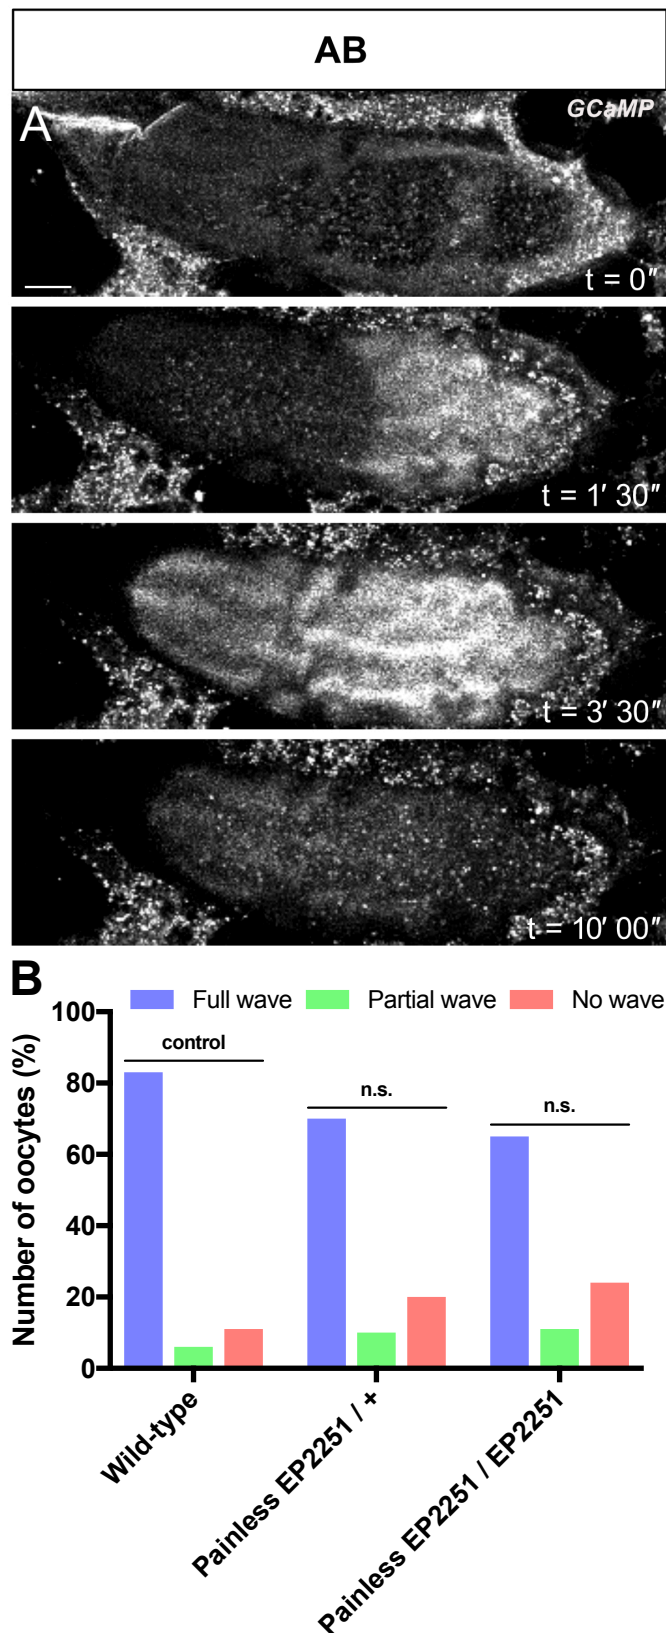 AB
A
GCaMP
t = 0"
t = 1' 30"
t = 3' 30"
t = 10' 00"
B
Full wave
Partial wave
No wave
Number of oocytes (%)
100
80
60
40
20
0
control
n.s.
n.s.
Wild-type
Painless EP2251 / +
Painless EP2251 / EP2251